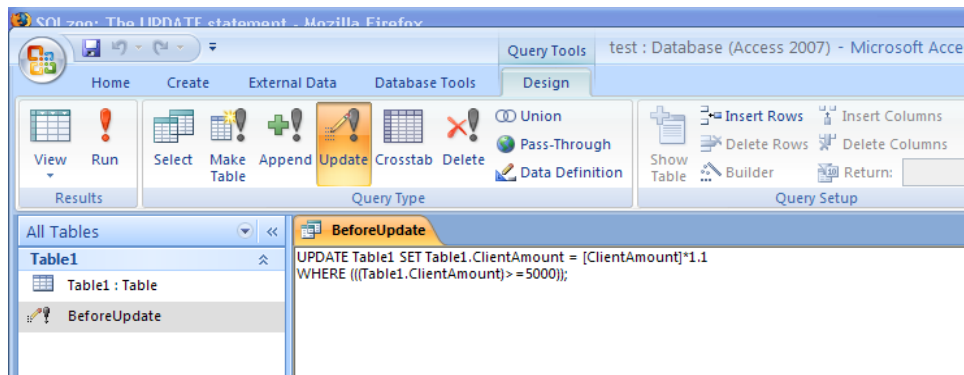 SQLzoo: The UPDATE statement - Mozilla Firefox
Query Tools
test : Database (Access 2007) - Microsoft Acce
Home Create External Data Database Tools Design
View
Run
Select
Make Table
Append
Update
Crosstab
Delete
Union
Pass-Through
Data Definition
Show Table
Insert Rows
Delete Rows
Builder
Insert Columns
Delete Columns
Return:
Results
Query Type
Query Setup
All Tables
Table1
Table1 : Table
BeforeUpdate
BeforeUpdate
UPDATE Table1 SET Table1.ClientAmount = [ClientAmount]*1.1
WHERE (((Table1.ClientAmount)>=5000));